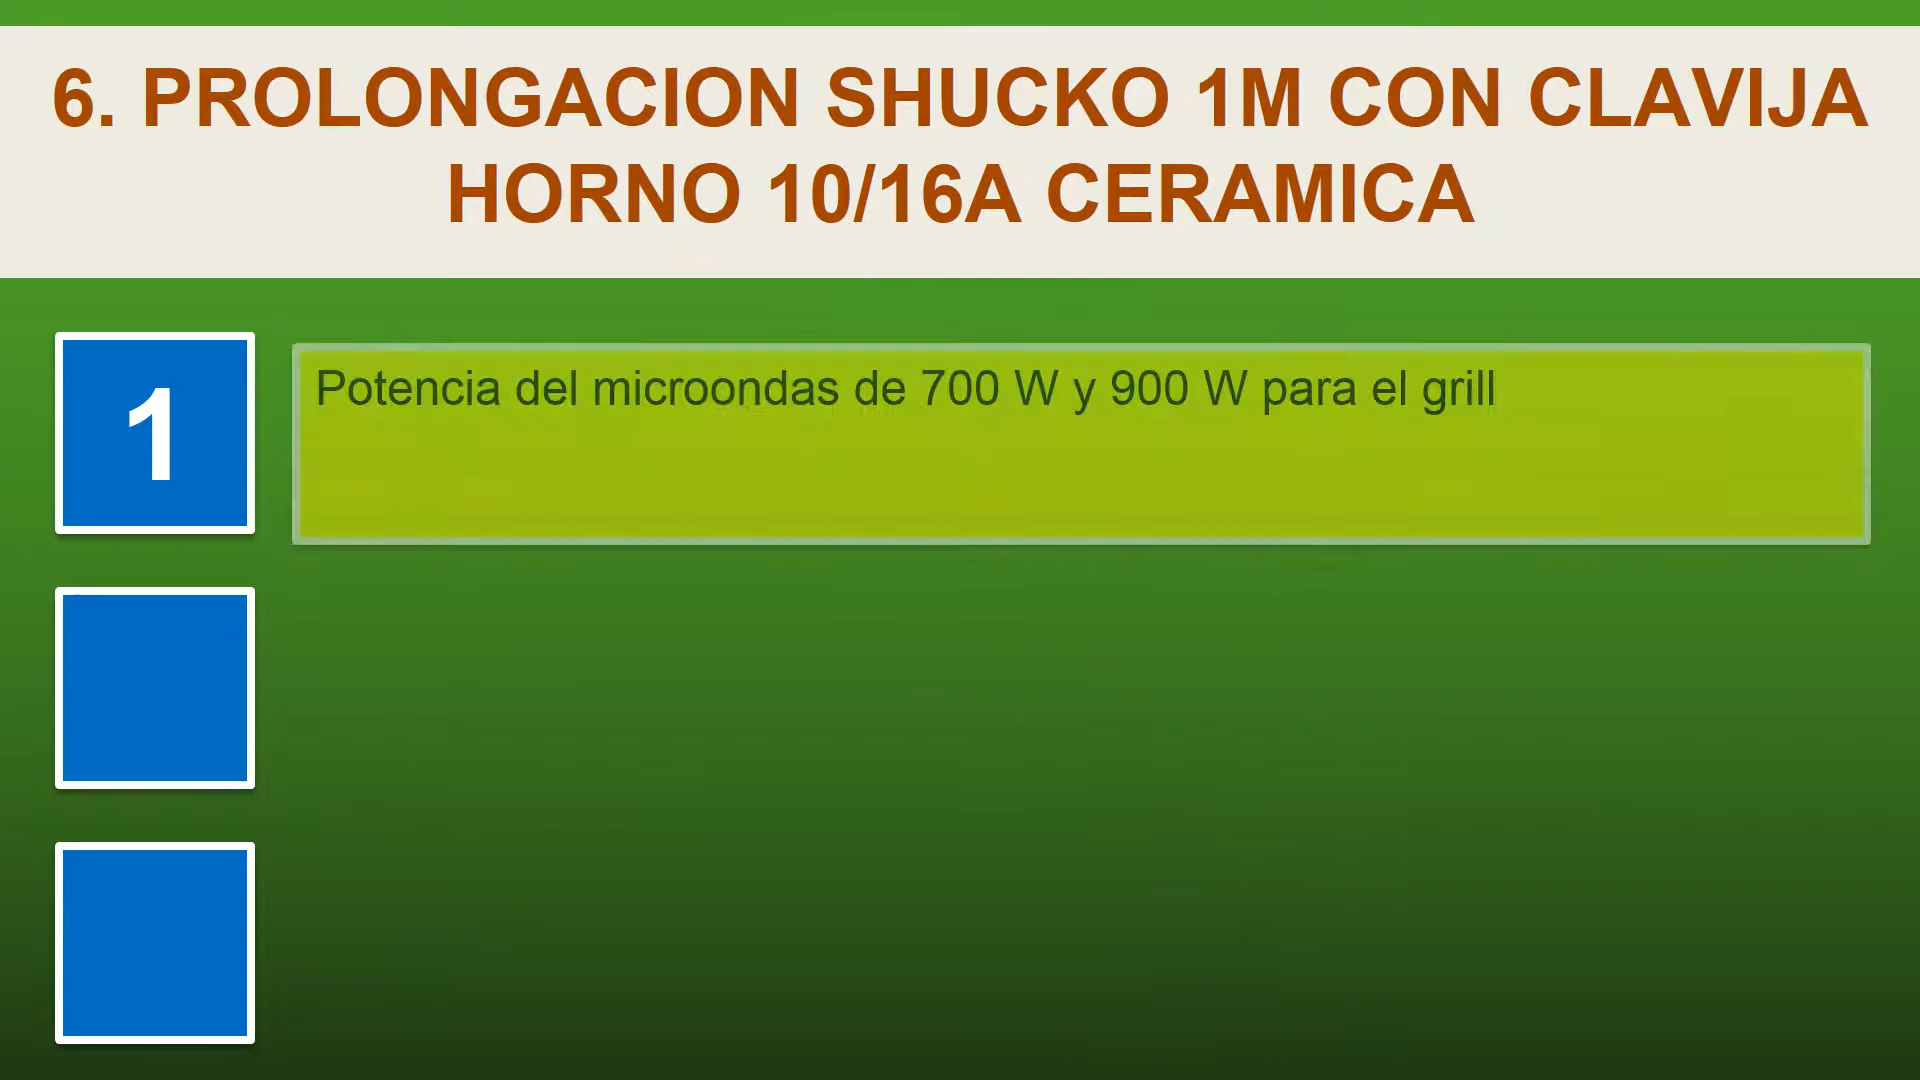 6. PROLONGACION SHUCKO 1M CON CLAVIJA
HORNO 10/16A CERAMICA
1
Potencia del microondas de 700 W y 900 W para el grill